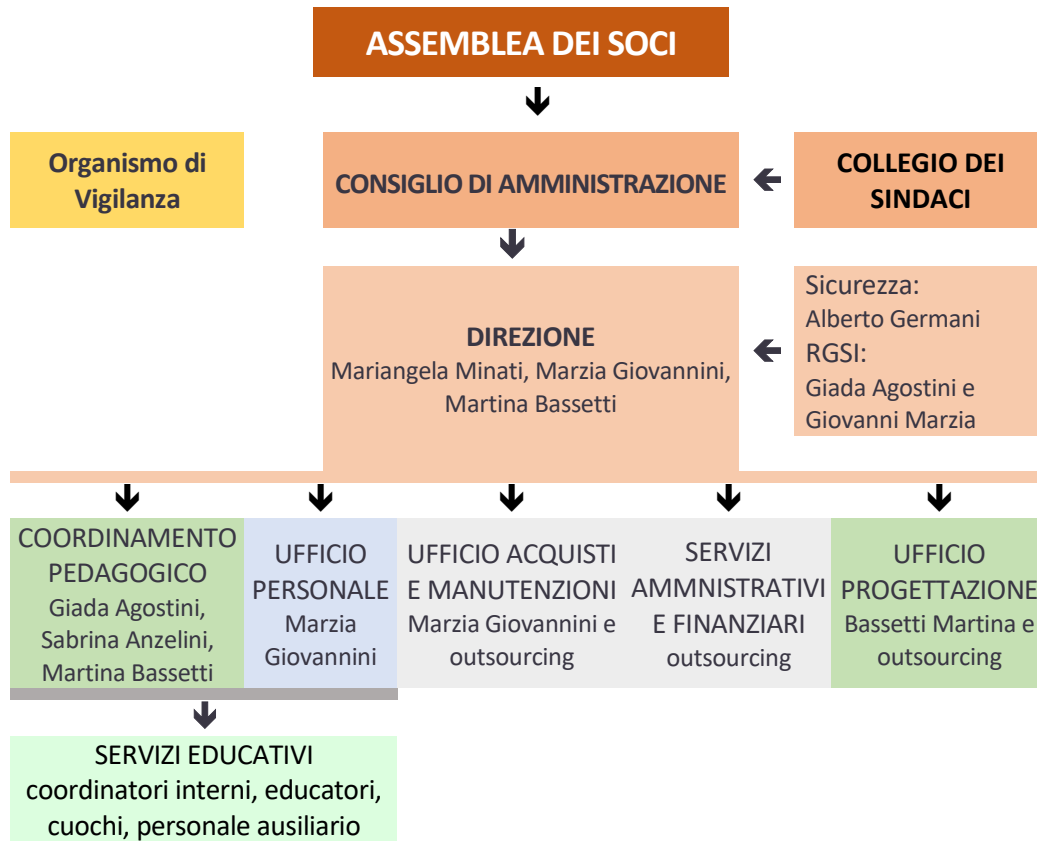 ASSEMBLEA DEI SOCI
Organismo di
Vigilanza
CONSIGLIO DI AMMINISTRAZIONE
COLLEGIO DEI
SINDACI
DIREZIONE
Mariangela Minati, Marzia Giovannini,
Martina Bassetti
Sicurezza:
Alberto Germani
RGSI:
Giada Agostini e
Giovanni Marzia
COORDINAMENTO
PEDAGOGICO
Giada Agostini,
Sabrina Anzelini,
Martina Bassetti
UFFICIO
PERSONALE
Marzia
Giovannini
UFFICIO ACQUISTI
E MANUTENZIONI
Marzia Giovannini e
outsourcing
SERVIZI
AMMNISTRATIVI
E FINANZIARI
outsourcing
UFFICIO
PROGETTAZIONE
Bassetti Martina e
outsourcing
SERVIZI EDUCATIVI
coordinatori interni, educatori,
cuochi, personale ausiliario